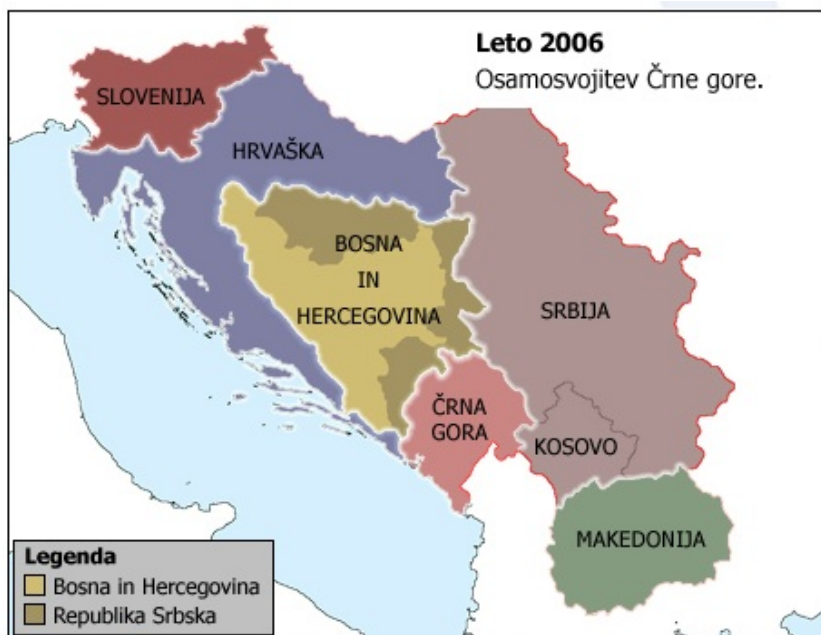 Leto 2006
Osamosvojitev Črne gore.
SLOVENIJA
HRVAŠKA
BOSNA
IN
HERCEGOVINA
SRBIJA
ČRNA
GORA
KOSOVO
MAKEDONIJA
Legenda
Bosna in Hercegovina
Republika Srbska